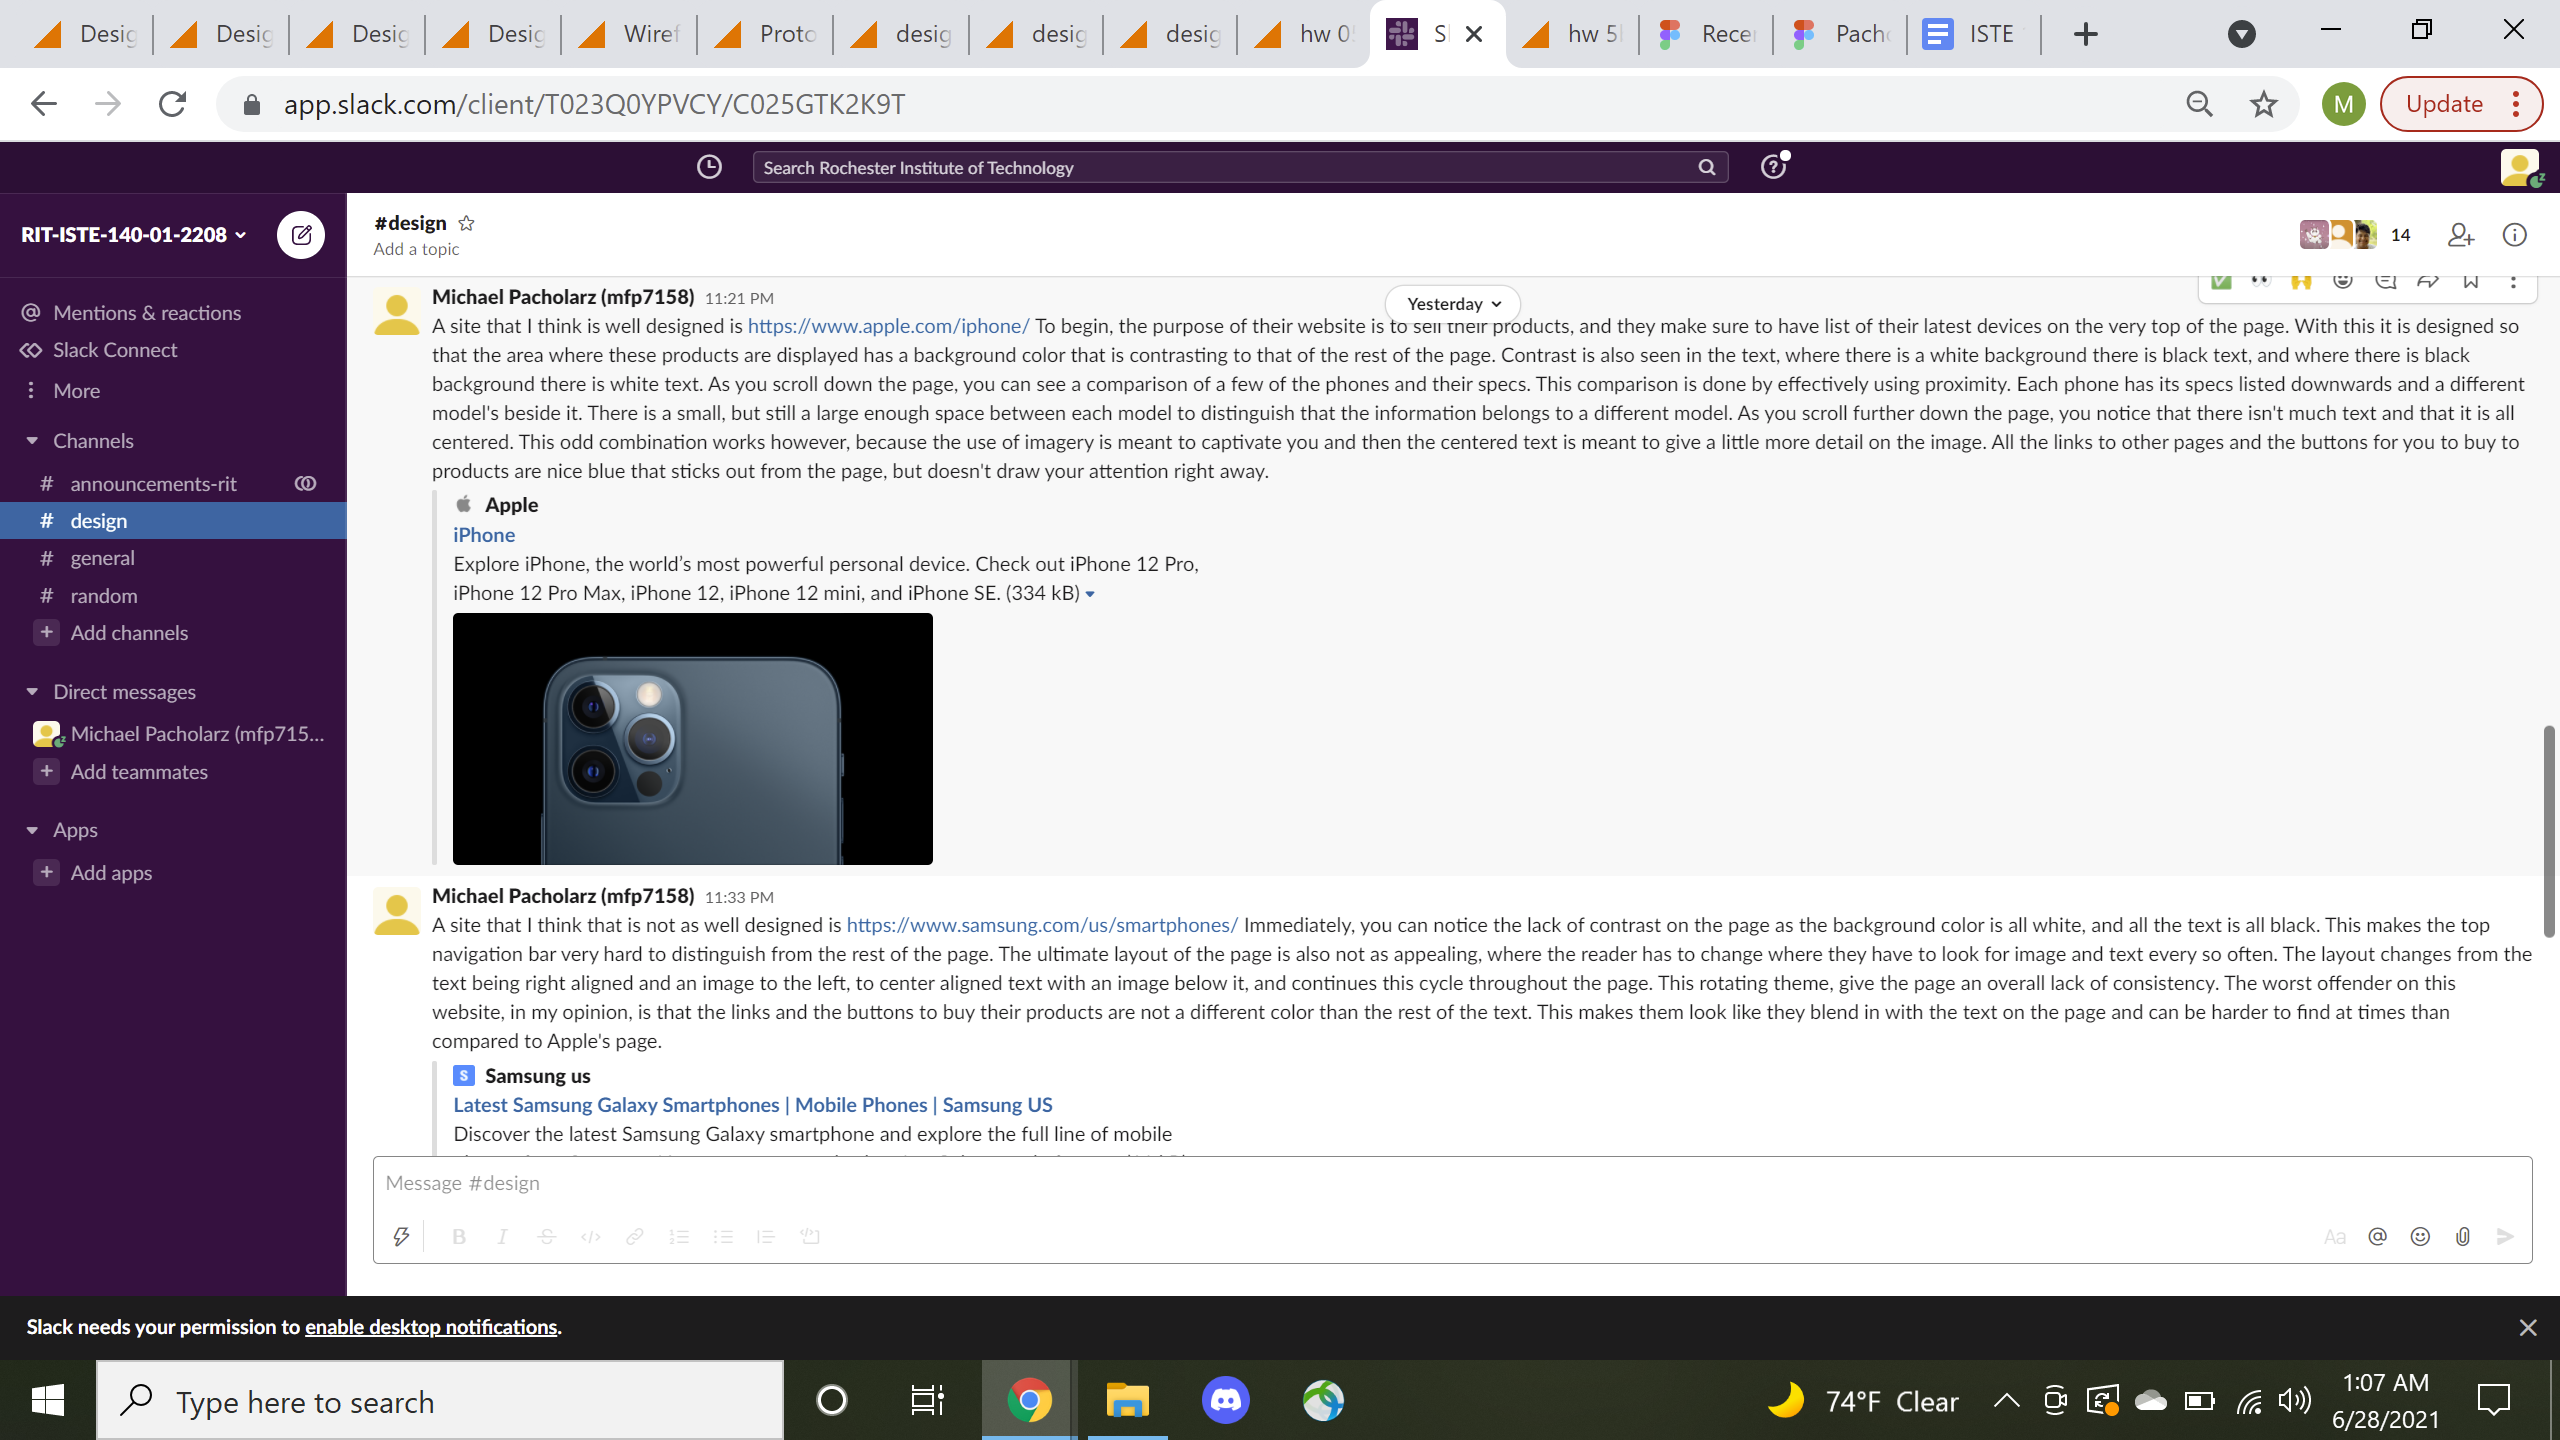 Desig
Desig
Desig
Desig
Wiref
Proto
desig
desig
desig
hw 0
Sl
hw 5
Recen
Pacho
ISTE
app.slack.com/client/T023Q0YPVCY/C025GTK2K9T
M
Update
Search Rochester Institute of Technology
RIT-ISTE-140-01-2208
Mentions & reactions
Slack Connect
More
Channels
# announcements-rit
# design
# general
# random
+ Add channels
Direct messages
Michael Pacholarz (mfp715...
+ Add teammates
Apps
+ Add apps
#design
Add a topic
14
Yesterday
Michael Pacholarz (mfp7158) 11:21 PM
A site that I think is well designed is https://www.apple.com/iphone/ To begin, the purpose of their website is to sell their products, and they make sure to have list of their latest devices on the very top of the page. With this it is designed so
that the area where these products are displayed has a background color that is contrasting to that of the rest of the page. Contrast is also seen in the text, where there is a white background there is black text, and where there is black
background there is white text. As you scroll down the page, you can see a comparison of a few of the phones and their specs. This comparison is done by effectively using proximity. Each phone has its specs listed downwards and a different
model's beside it. There is a small, but still a large enough space between each model to distinguish that the information belongs to a different model. As you scroll further down the page, you notice that there isn't much text and that it is all
centered. This odd combination works however, because the use of imagery is meant to captivate you and then the centered text is meant to give a little more detail on the image. All the links to other pages and the buttons for you to buy to
products are nice blue that sticks out from the page, but doesn't draw your attention right away.
Apple
iPhone
Explore iPhone, the world’s most powerful personal device. Check out iPhone 12 Pro,
iPhone 12 Pro Max, iPhone 12, iPhone 12 mini, and iPhone SE. (334 kB)
Michael Pacholarz (mfp7158) 11:33 PM
A site that I think that is not as well designed is https://www.samsung.com/us/smartphones/ Immediately, you can notice the lack of contrast on the page as the background color is all white, and all the text is all black. This makes the top
navigation bar very hard to distinguish from the rest of the page. The ultimate layout of the page is also not as appealing, where the reader has to change where they have to look for image and text every so often. The layout changes from the
text being right aligned and an image to the left, to center aligned text with an image below it, and continues this cycle throughout the page. This rotating theme, give the page an overall lack of consistency. The worst offender on this
website, in my opinion, is that the links and the buttons to buy their products are not a different color than the rest of the text. This makes them look like they blend in with the text on the page and can be harder to find at times than
compared to Apple's page.
S Samsung us
Latest Samsung Galaxy Smartphones | Mobile Phones | Samsung US
Discover the latest Samsung Galaxy smartphone and explore the full line of mobile
Message #design
B I S </>
Aa @
Slack needs your permission to enable desktop notifications.
Type here to search
74°F Clear
1:07 AM
6/28/2021